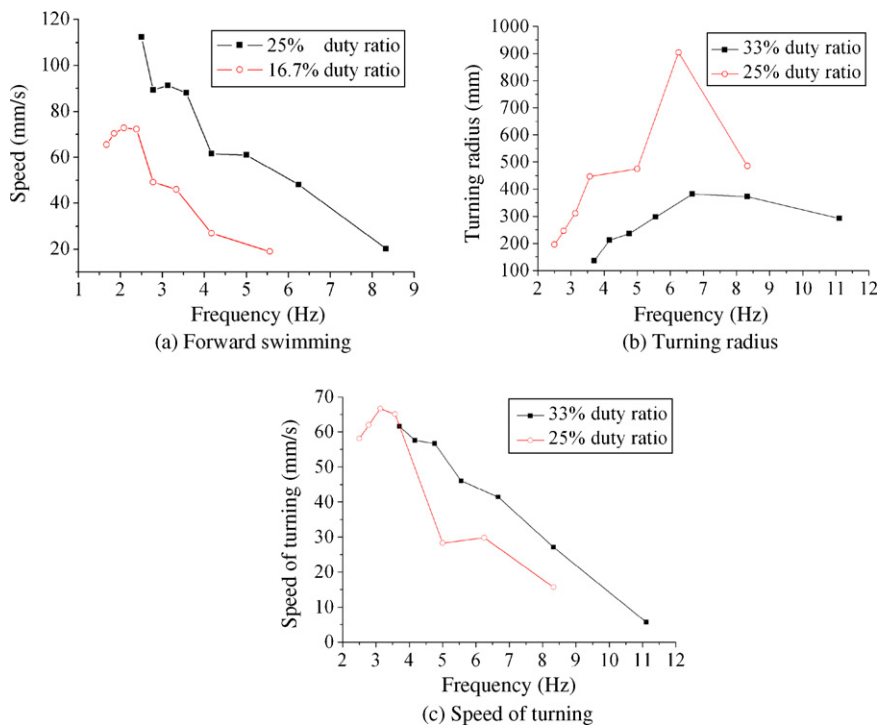 120
100
80
60
40
20
Speed (mm/s)
25% duty ratio
16.7% duty ratio
1 2 3 4 5 6 7 8 9
Frequency (Hz)
(a) Forward swimming
1000
900
800
700
600
500
400
300
200
100
Turning radius (mm)
33% duty ratio
25% duty ratio
2 3 4 5 6 7 8 9 10 11 12
Frequency (Hz)
(b) Turning radius
70
60
50
40
30
20
10
0
Speed of turning (mm/s)
33% duty ratio
25% duty ratio
2 3 4 5 6 7 8 9 10 11 12
Frequency (Hz)
(c) Speed of turning